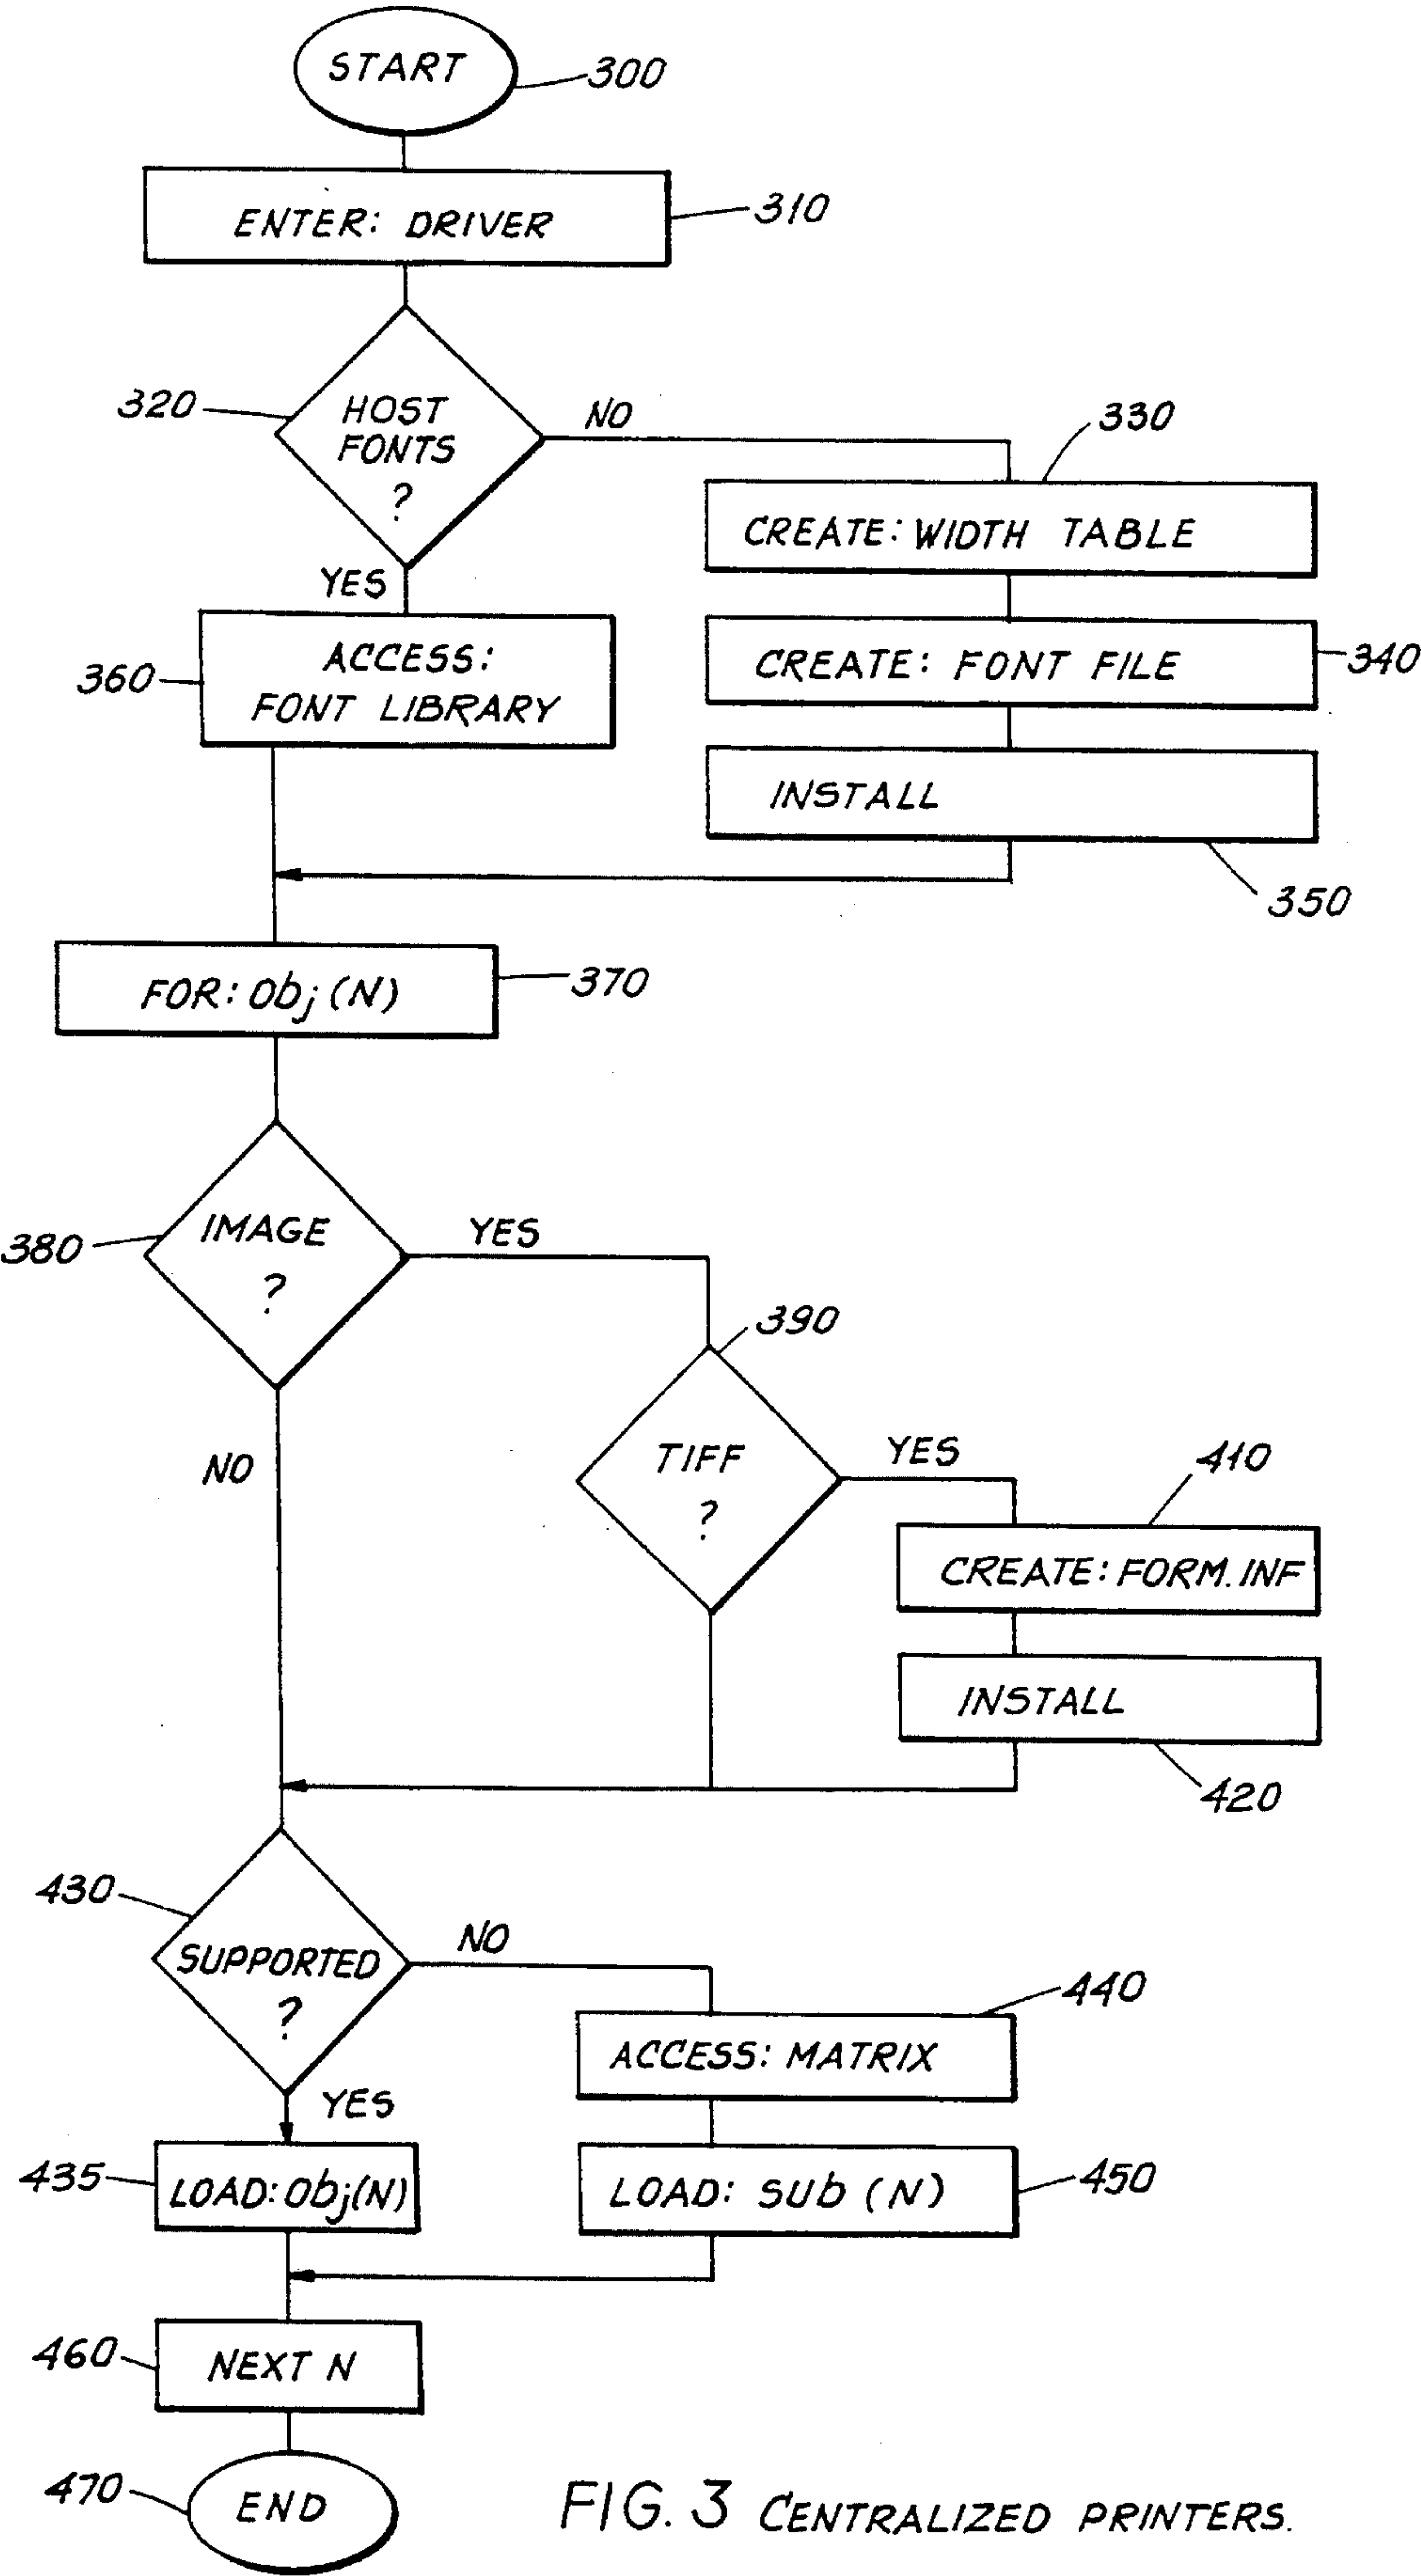 START
300
ENTER: DRIVER
310
320
HOST
FONTS
?
NO
YES
330
CREATE: WIDTH TABLE
CREATE: FONT FILE
340
INSTALL
350
360
ACCESS:
FONT LIBRARY
FOR: Obj (N)
370
380
IMAGE
?
YES
NO
390
TIFF
?
YES
410
CREATE: FORM.INF
INSTALL
420
430
SUPPORTED
?
NO
YES
440
ACCESS: MATRIX
435
LOAD: Obj(N)
LOAD: SUb (N)
450
460
NEXT N
470
END
FIG. 3 CENTRALIZED PRINTERS.